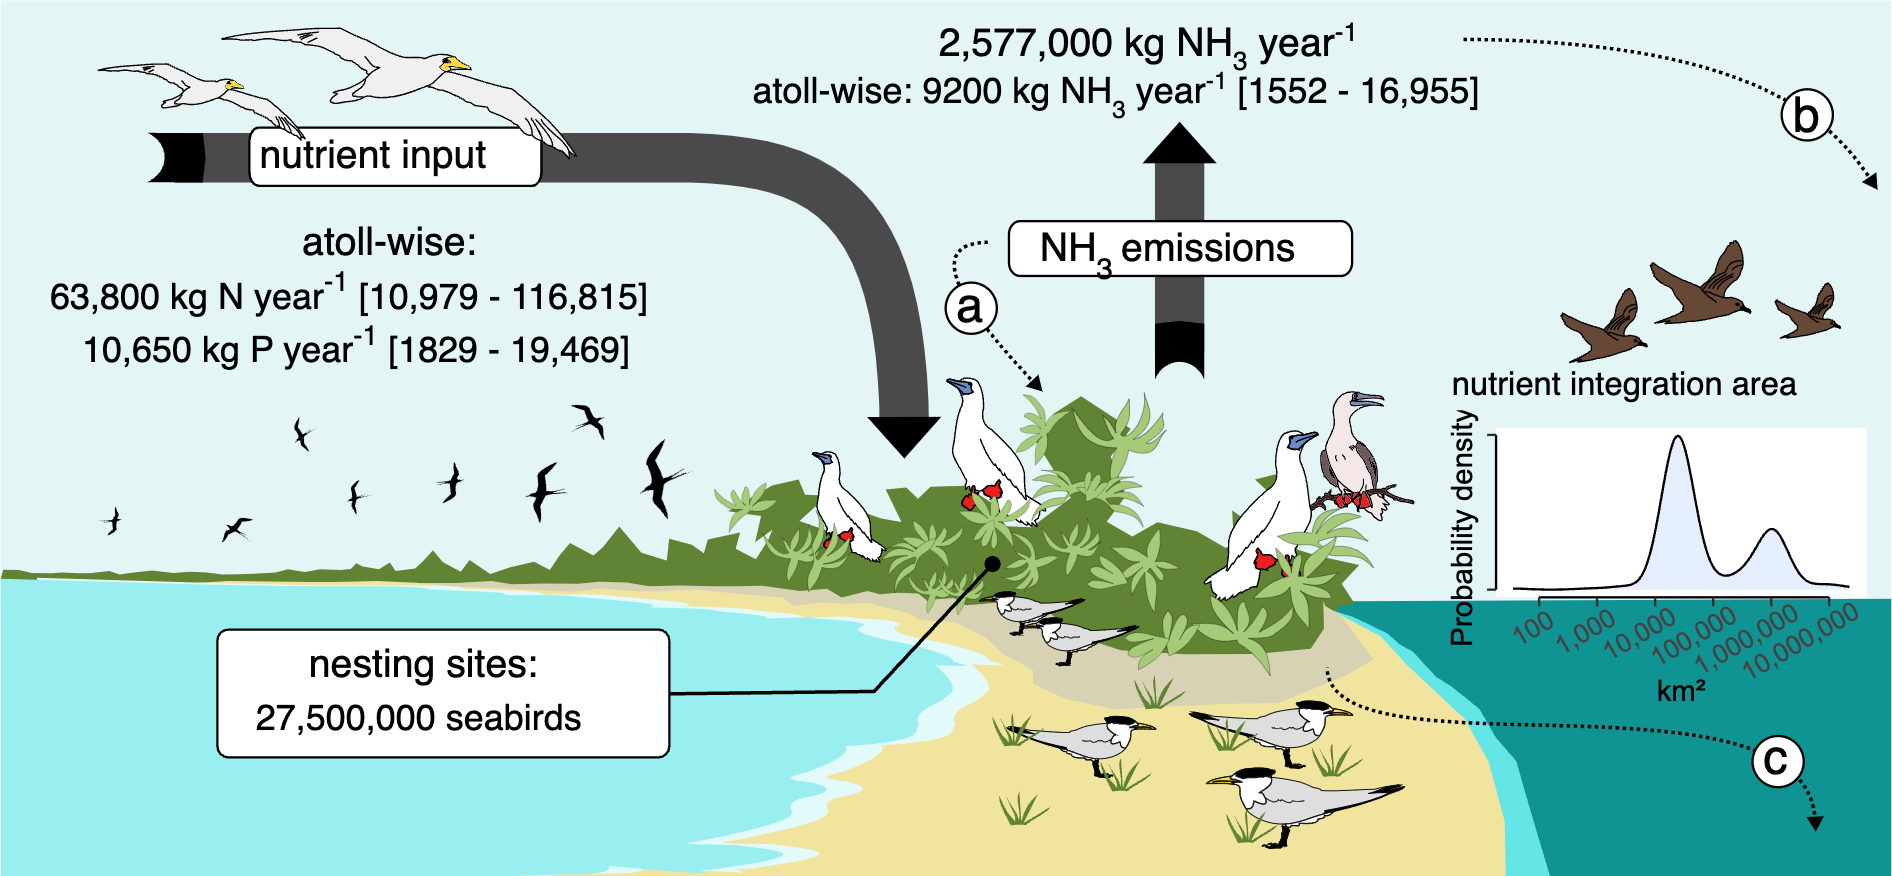 2,577,000 kg NH₃ year⁻¹
atoll-wise: 9200 kg NH₃ year⁻¹ [1552 - 16,955]
b
nutrient input
NH₃ emissions
a
atoll-wise:
63,800 kg N year⁻¹ [10,979 - 116,815]
10,650 kg P year⁻¹ [1829 - 19,469]
nutrient integration area
Probability density
100
1,000
10,000
100,000
1,000,000
10,000,000
km²
nesting sites:
27,500,000 seabirds
c